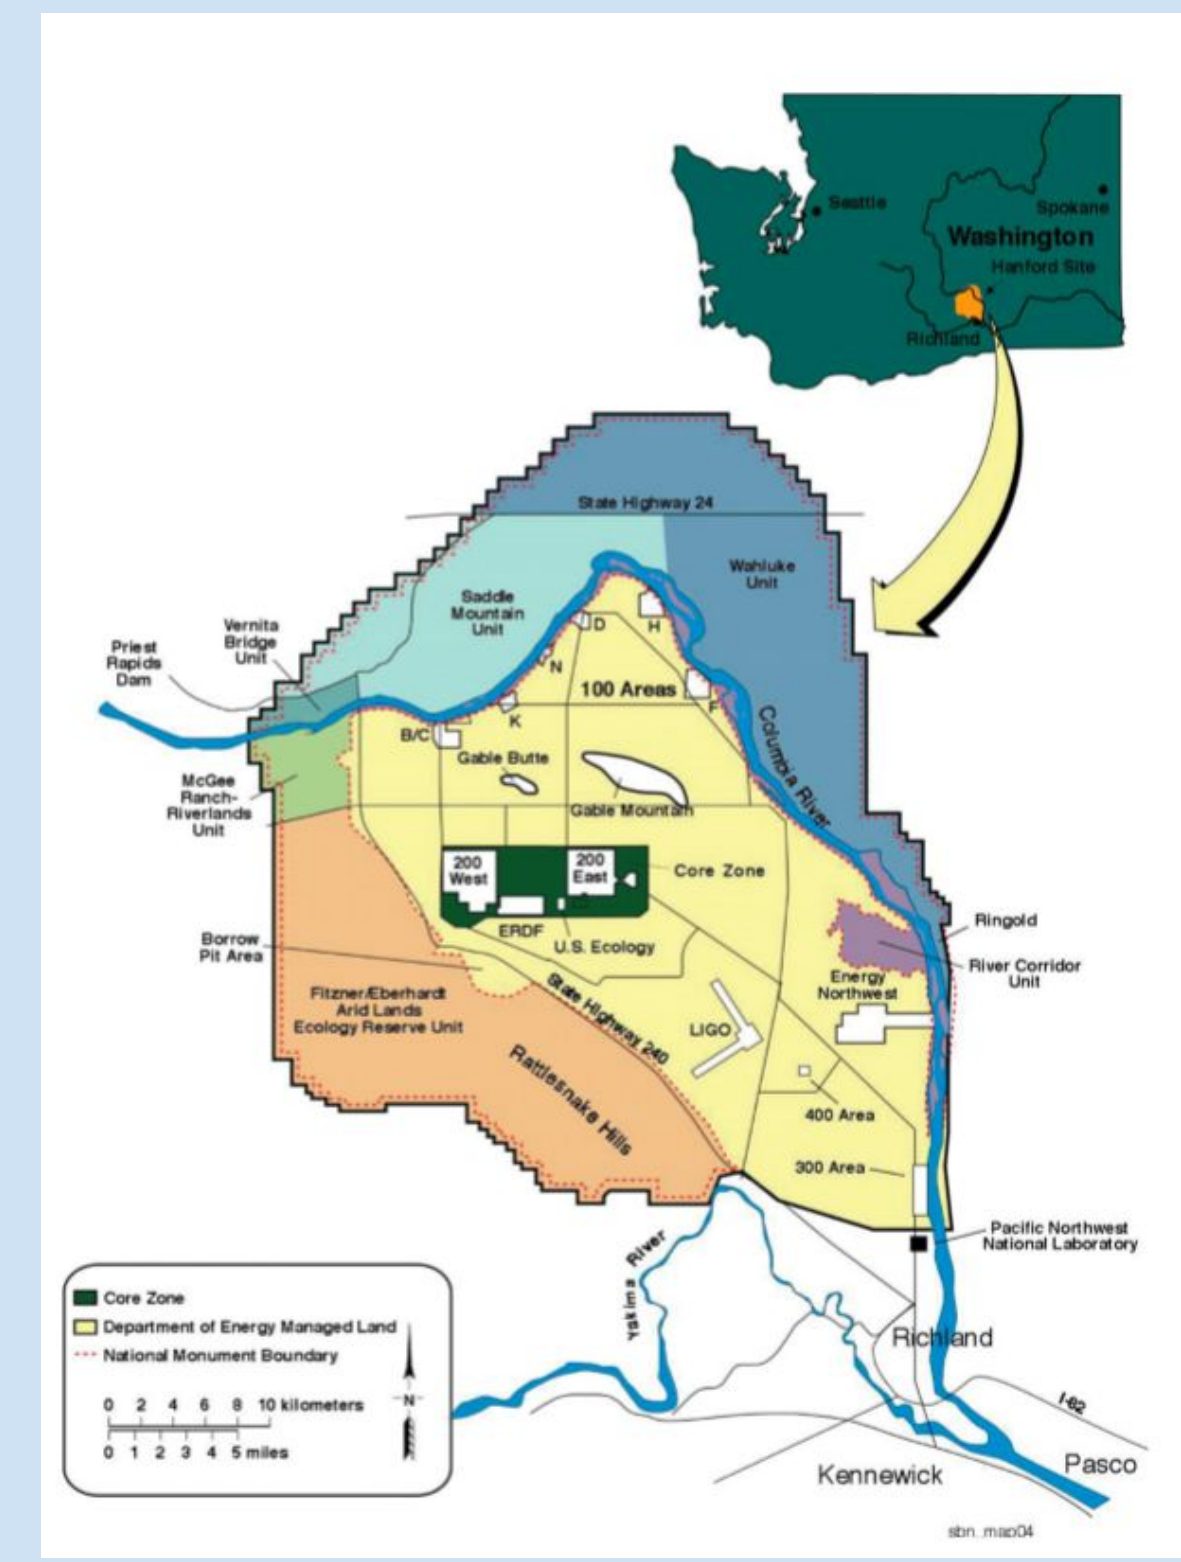 Seattle
Spokane
Washington
Hanford Site
Richland
State Highway 24
Wahluke
Unit
Saddle
Mountain
Unit
Vernita
Bridge
Unit
Priest
Rapids
Dam
D
H
N
100 Areas
K
F
B/C
Columbia River
Gable Butte
Gable Mountain
McGee
Ranch-
Riverlands
Unit
200
West
200
East
Core Zone
ERDF
U.S. Ecology
Ringold
River Corridor
Unit
Borrow
Pit Area
Energy
Northwest
Fitzner/Eberhardt
Arid Lands
Ecology Reserve Unit
State Highway 240
LIGO
Rattlesnake Hills
400 Area
300 Area
Pacific Northwest
National Laboratory
Yakima River
Core Zone
Department of Energy Managed Land
National Monument Boundary
N
0 2 4 6 8 10 kilometers
0 1 2 3 4 5 miles
Richland
I-82
Pasco
Kennewick
sbn_map04